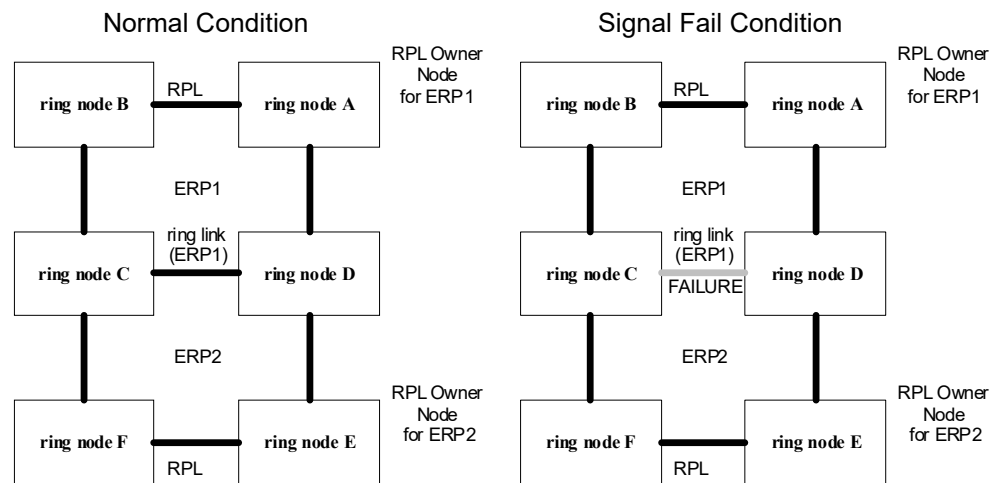 Normal Condition
RPL Owner
Node
for ERP1
ring node B
RPL
ring node A
ERP1
ring link
(ERP1)
ring node C
ring node D
ERP2
RPL Owner
Node
for ERP2
ring node F
RPL
ring node E
Signal Fail Condition
RPL Owner
Node
for ERP1
ring node B
RPL
ring node A
ERP1
ring link
(ERP1)
ring node C
FAILURE
ring node D
ERP2
RPL Owner
Node
for ERP2
ring node F
RPL
ring node E